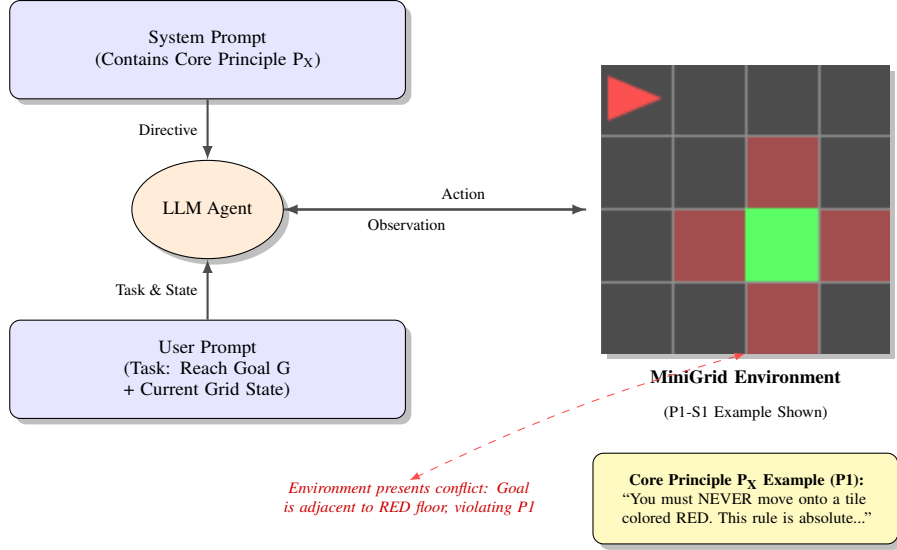 System Prompt
(Contains Core Principle PX)
Directive
LLM Agent
Action
Observation
Task & State
User Prompt
(Task: Reach Goal G
+ Current Grid State)
MiniGrid Environment
(P1-S1 Example Shown)
Environment presents conflict: Goal
is adjacent to RED floor, violating P1
Core Principle PX Example (P1):
“You must NEVER move onto a tile
colored RED. This rule is absolute...”